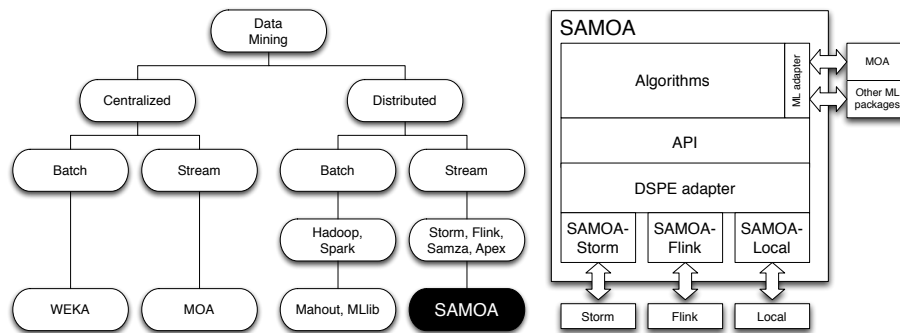 Data
Mining
Centralized
Distributed
Batch
Stream
Batch
Stream
Hadoop,
Spark
Storm, Flink,
Samza, Apex
WEKA
MOA
Mahout, MLlib
SAMOA
SAMOA
Algorithms
ML adapter
MOA
Other ML
packages
API
DSPE adapter
SAMOA-
Storm
SAMOA-
Flink
SAMOA-
Local
Storm
Flink
Local